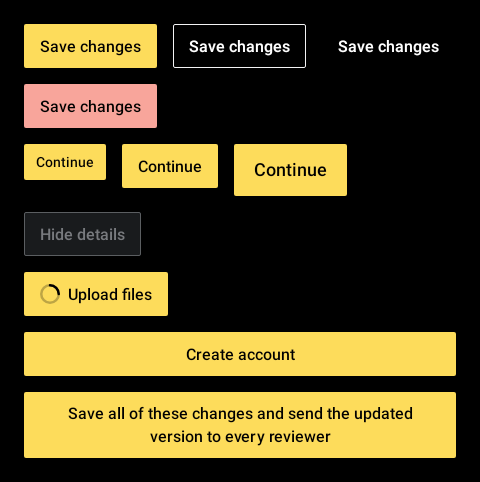 Save changes
Save changes
Save changes
Save changes
Continue
Continue
Continue
Hide details
Upload files
Create account
Save all of these changes and send the updated
version to every reviewer